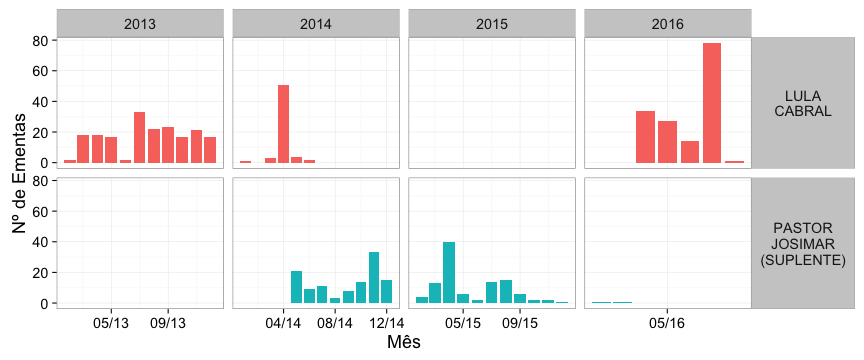 2013 2014 2015 2016
80
60
40
20
0
LULA
CABRAL
80
60
40
20
0
PASTOR
JOSIMAR
(SUPLENTE)
Nº de Ementas
05/13 09/13 04/14 08/14 12/14 05/15 09/15 05/16
Mês